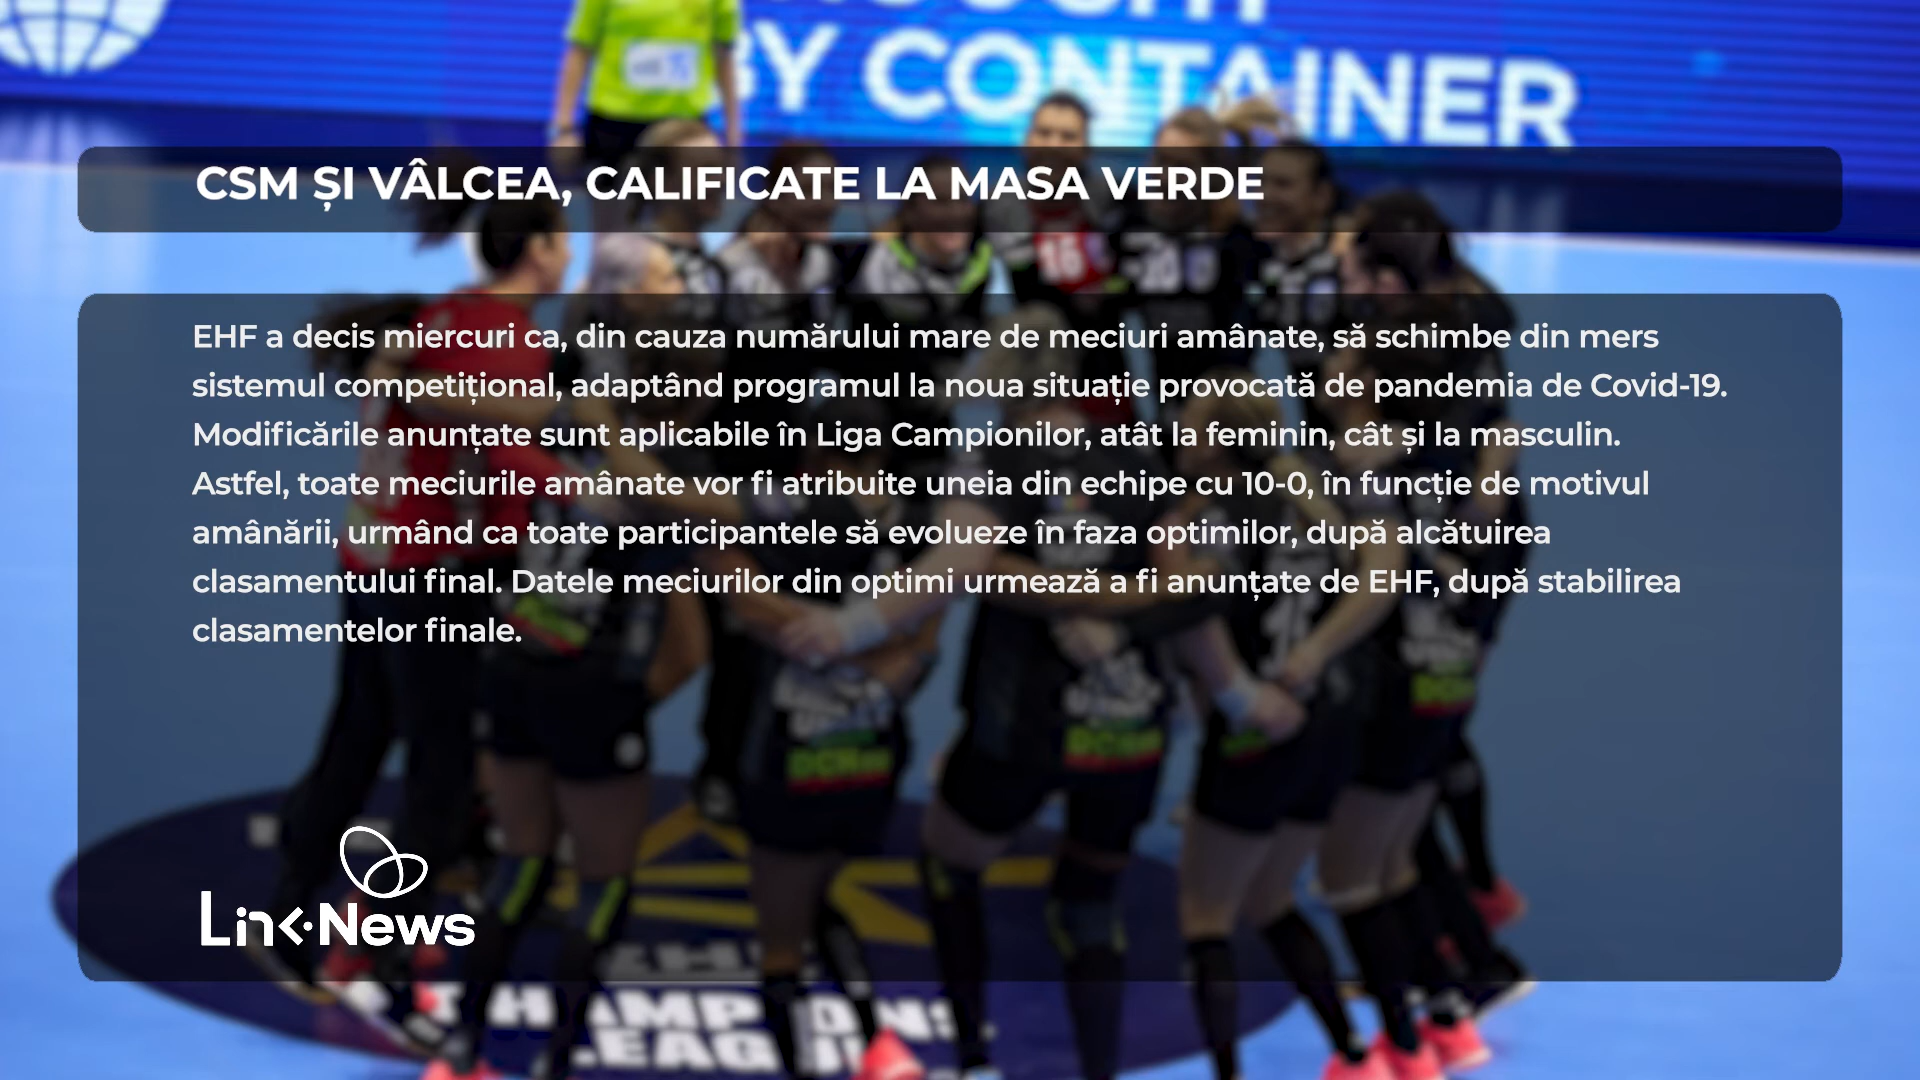 BY CONTAINER
CSM ȘI VÂLCEA, CALIFICATE LA MASA VERDE
16
EHF a decis miercuri ca, din cauza numărului mare de meciuri amânate, să schimbe din mers
sistemul competițional, adaptând programul la noua situație provocată de pandemia de Covid-19.
Modificările anunțate sunt aplicabile în Liga Campionilor, atât la feminin, cât și la masculin.
Astfel, toate meciurile amânate vor fi atribuite uneia din echipe cu 10-0, în funcție de motivul
amânării, urmând ca toate participantele să evolueze în faza optimilor, după alcătuirea
clasamentului final. Datele meciurilor din optimi urmează a fi anunțate de EHF, după stabilirea
clasamentelor finale.
Link News